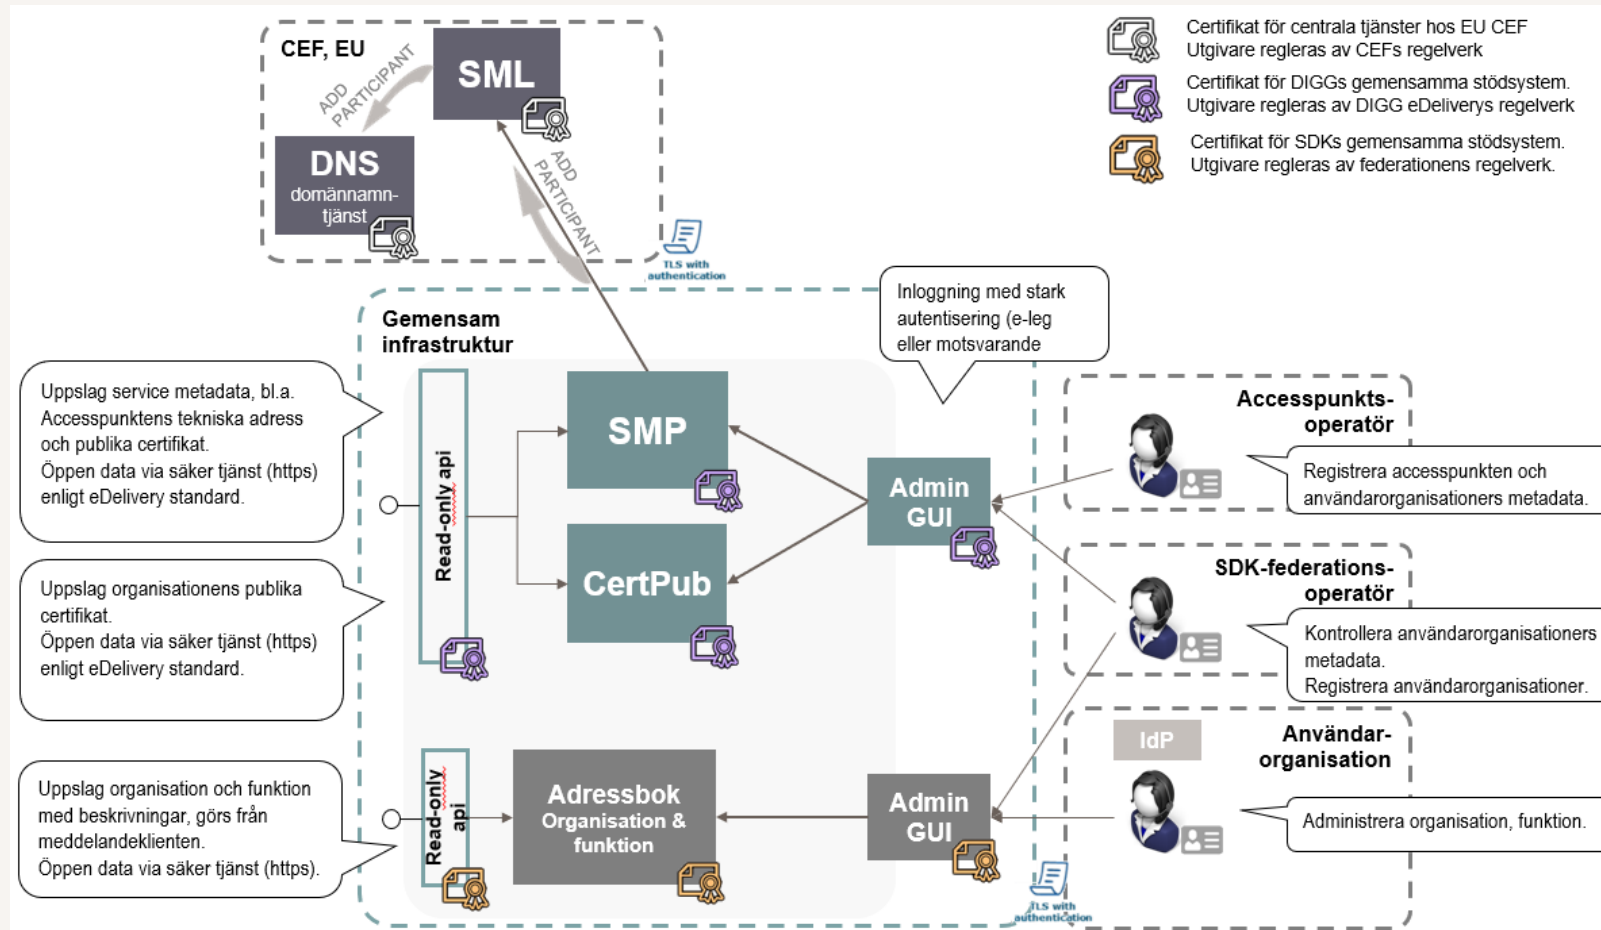 CEF, EU
SML
ADD
PARTICIPANT
DNS
domännamn-
tjänst
ADD
PARTICIPANT
TLS with
authentication
Certifikat för centrala tjänster hos EU CEF
Utgivare regleras av CEFs regelverk
Certifikat för DIGGs gemensamma stödsystem.
Utgivare regleras av DIGG eDeliverys regelverk
Certifikat för SDKs gemensamma stödsystem.
Utgivare regleras av federationens regelverk.
Gemensam
infrastruktur
Inloggning med stark
autentisering (e-leg
eller motsvarande
Uppslag service metadata, bl.a.
Accesspunktens tekniska adress
och publika certifikat.
Öppen data via säker tjänst (https)
enligt eDelivery standard.
Read-only api
SMP
CertPub
Admin
GUI
Accesspunkts-
operatör
Registrera accesspunkten och
användarorganisationers metadata.
Uppslag organisationens publika
certifikat.
Öppen data via säker tjänst (https)
enligt eDelivery standard.
SDK-federations-
operatör
Kontrollera användarorganisationers
metadata.
Registrera användarorganisationer.
Uppslag organisation och funktion
med beskrivningar, görs från
meddelandeklienten.
Öppen data via säker tjänst (https).
Read-only
api
Adressbok
Organisation &
funktion
Admin
GUI
IdP
Användar-
organisation
Administrera organisation, funktion.
TLS with
authentication